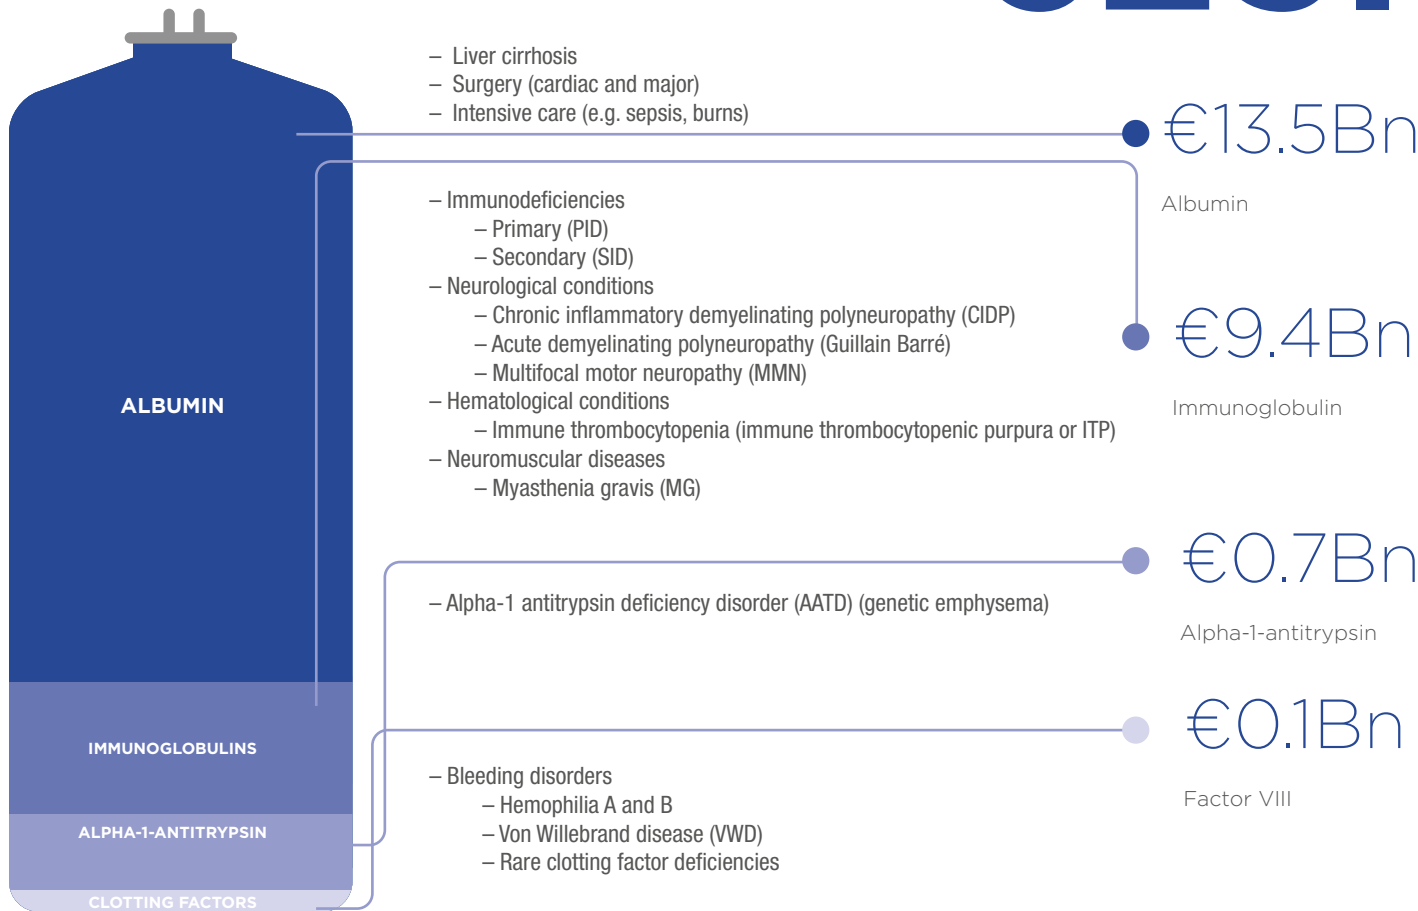 – Liver cirrhosis
– Surgery (cardiac and major)
– Intensive care (e.g. sepsis, burns)
€13.5Bn
Albumin
– Immunodeficiencies
– Primary (PID)
– Secondary (SID)
– Neurological conditions
– Chronic inflammatory demyelinating polyneuropathy (CIDP)
– Acute demyelinating polyneuropathy (Guillain Barré)
– Multifocal motor neuropathy (MMN)
– Hematological conditions
– Immune thrombocytopenia (immune thrombocytopenic purpura or ITP)
– Neuromuscular diseases
– Myasthenia gravis (MG)
€9.4Bn
Immunoglobulin
ALBUMIN
€0.7Bn
Alpha-1-antitrypsin
– Alpha-1 antitrypsin deficiency disorder (AATD) (genetic emphysema)
IMMUNOGLOBULINS
€0.1Bn
Factor VIII
– Bleeding disorders
– Hemophilia A and B
– Von Willebrand disease (VWD)
– Rare clotting factor deficiencies
ALPHA-1-ANTITRYPSIN
CLOTTING FACTORS